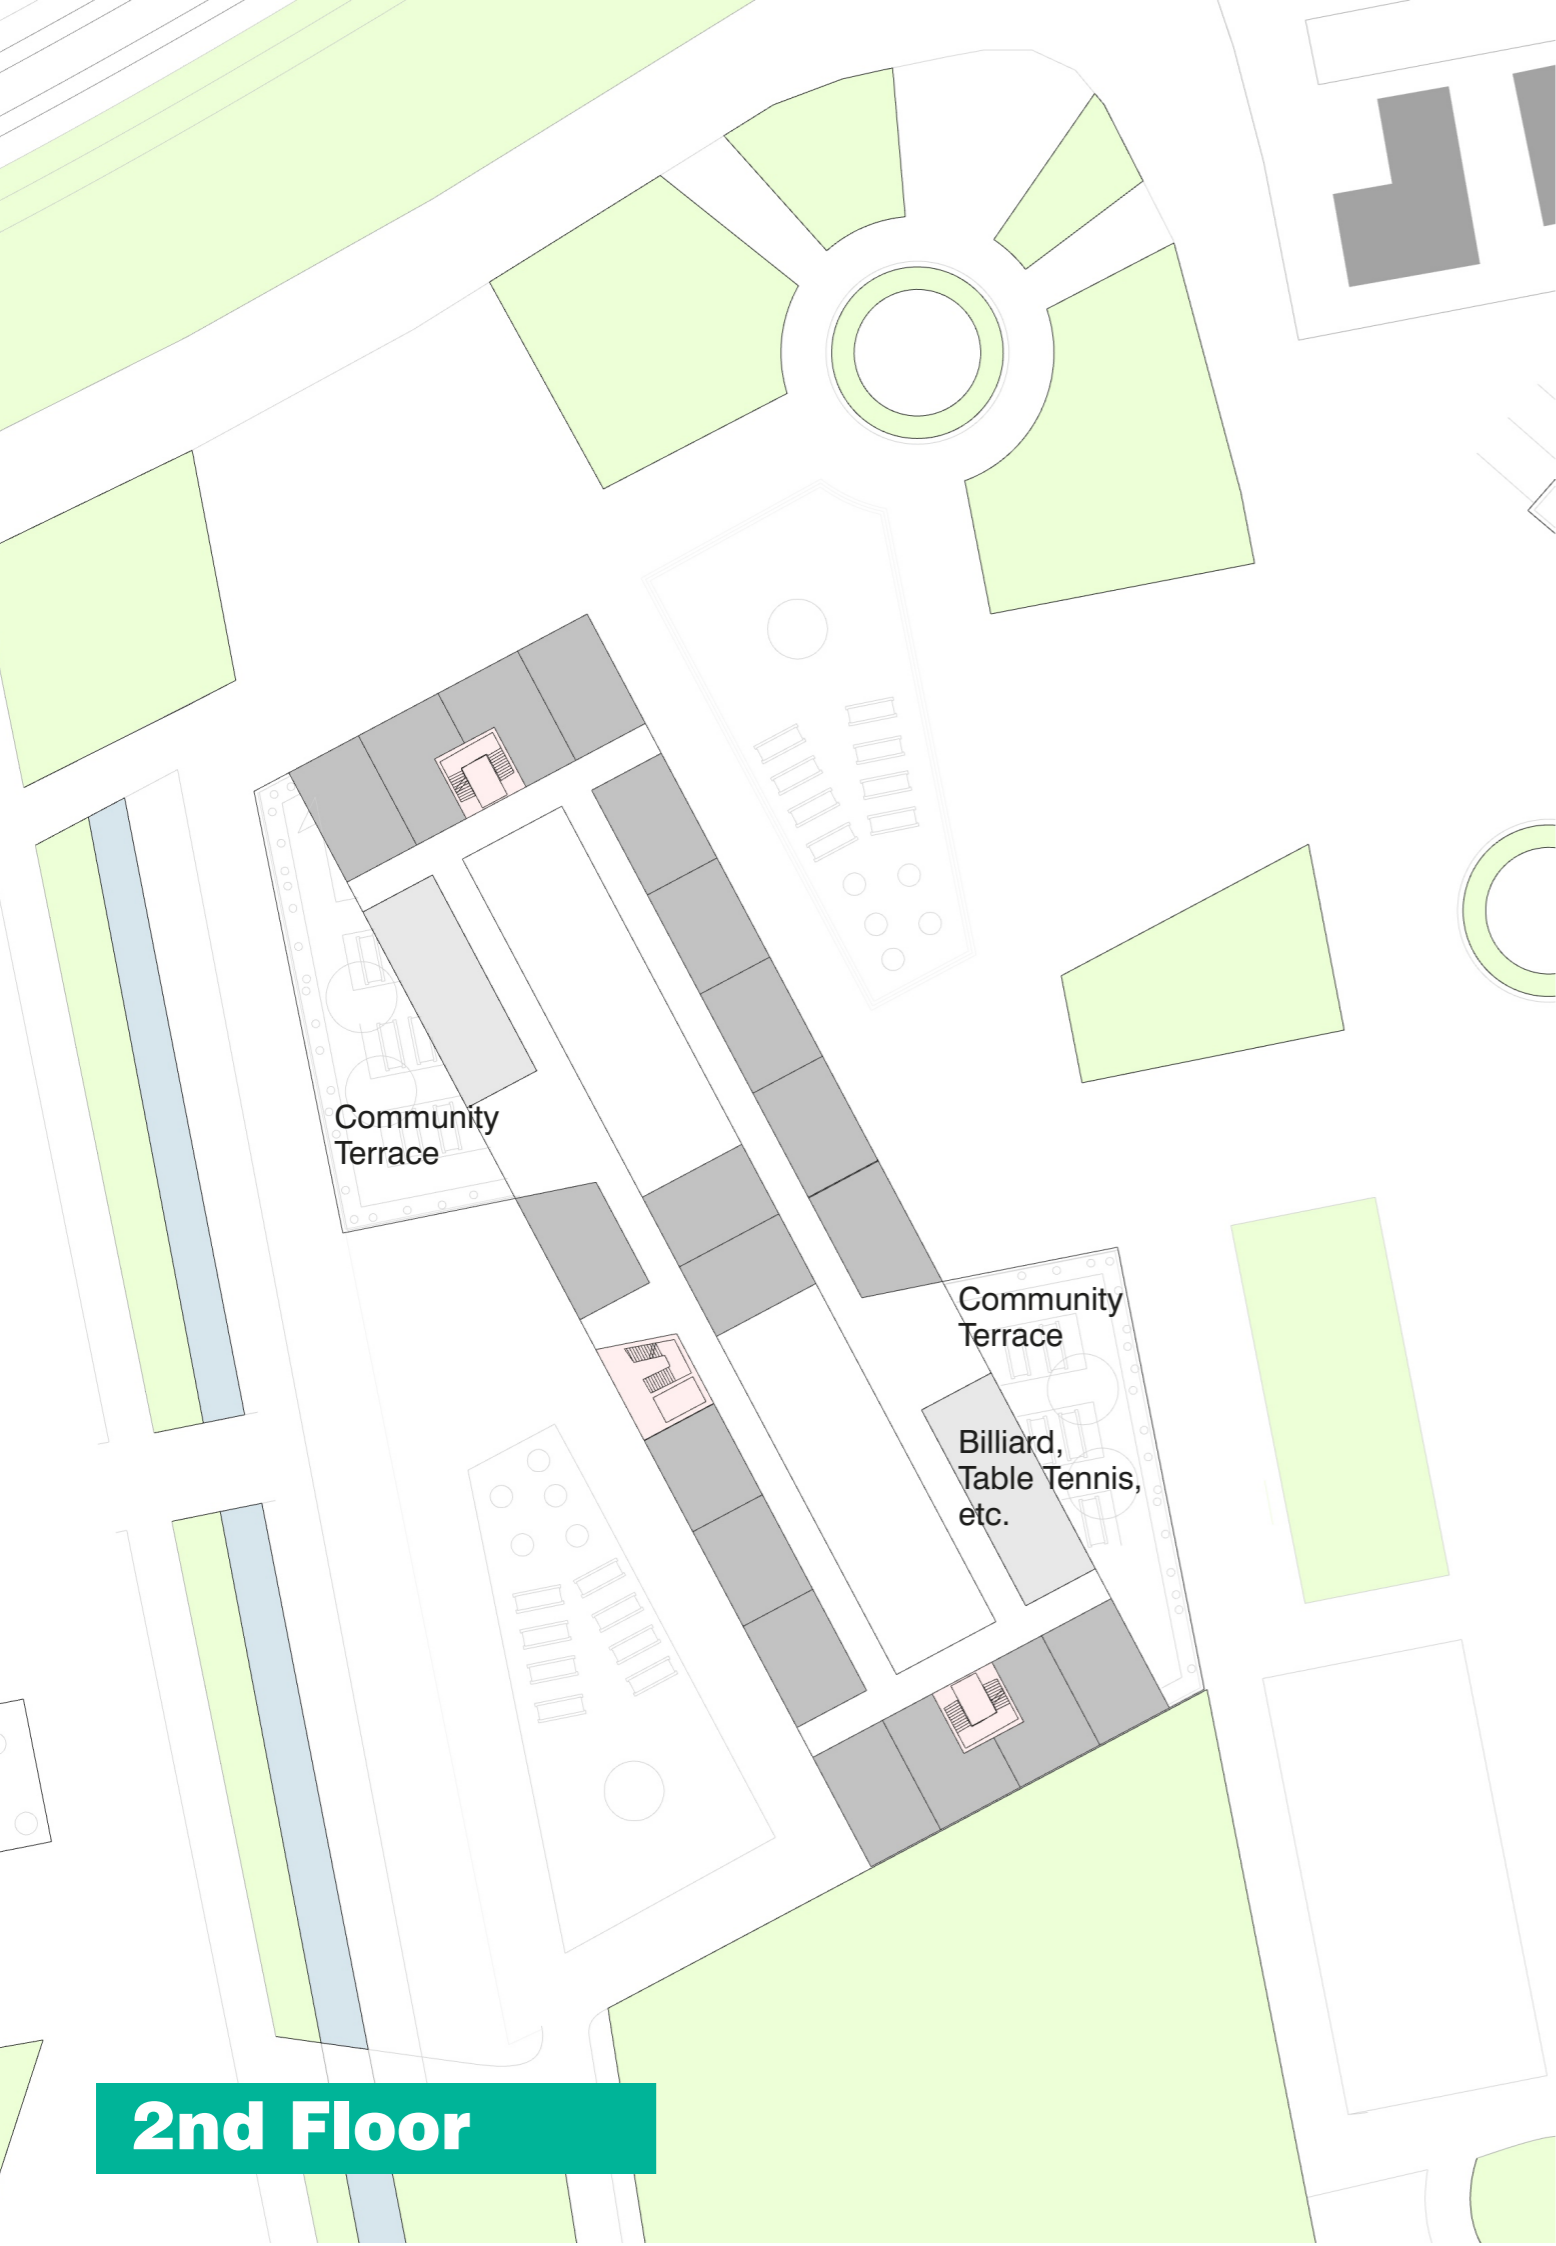 Community
Terrace
Community
Terrace
Billiard,
Table Tennis,
etc.
2nd Floor